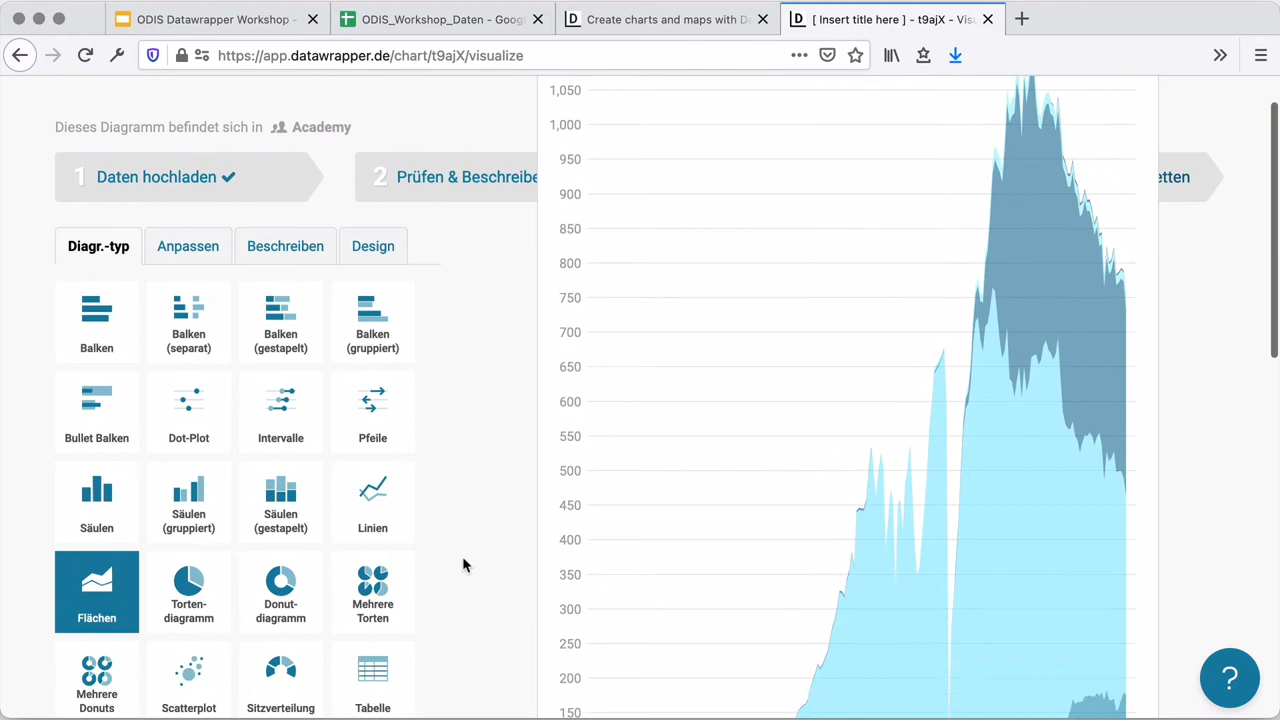 ODIS Datawrapper Workshop -
ODIS_Workshop_Daten - Goog
Create charts and maps with Da
[ Insert title here ] - t9ajX - Visu
https://app.datawrapper.de/chart/t9ajX/visualize
Dieses Diagramm befindet sich in Academy
1 Daten hochladen
2 Prüfen & Beschreibe
etten
Diagr.-typ
Anpassen
Beschreiben
Design
Balken
Balken
(separat)
Balken
(gestapelt)
Balken
(gruppiert)
Bullet Balken
Dot-Plot
Intervalle
Pfeile
Säulen
Säulen
(gruppiert)
Säulen
(gestapelt)
Linien
Flächen
Torten-
diagramm
Donut-
diagramm
Mehrere
Torten
Mehrere
Donuts
Scatterplot
Sitzverteilung
Tabelle
1,050
1,000
950
900
850
800
750
700
650
600
550
500
450
400
350
300
250
200
150
?